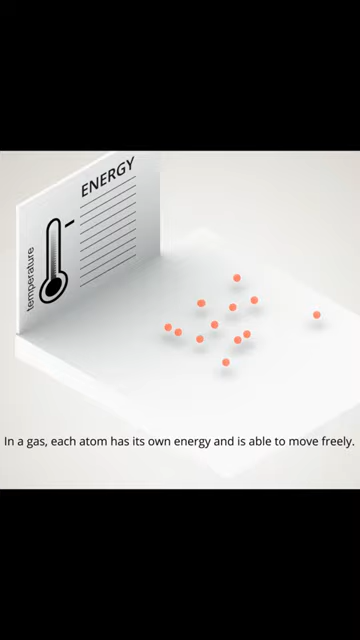 ENERGY
temperature
In a gas, each atom has its own energy and is able to move freely.